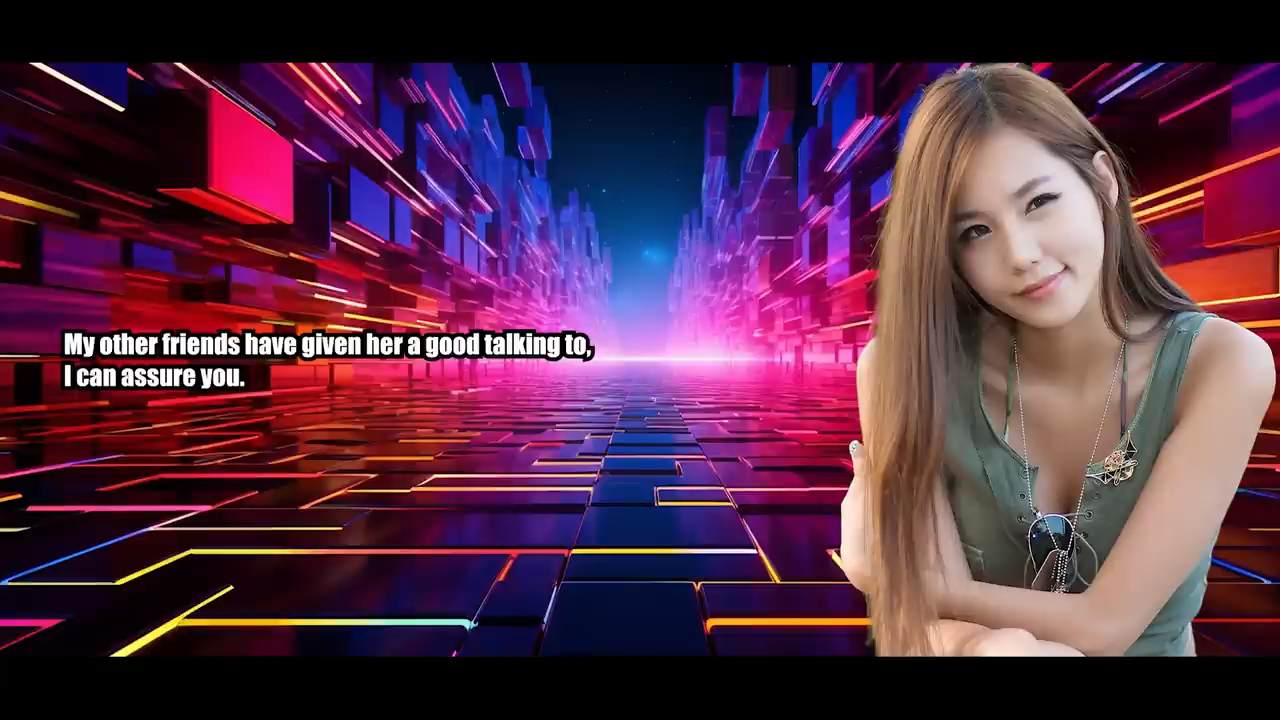 My other friends have given her a good talking to,
I can assure you.